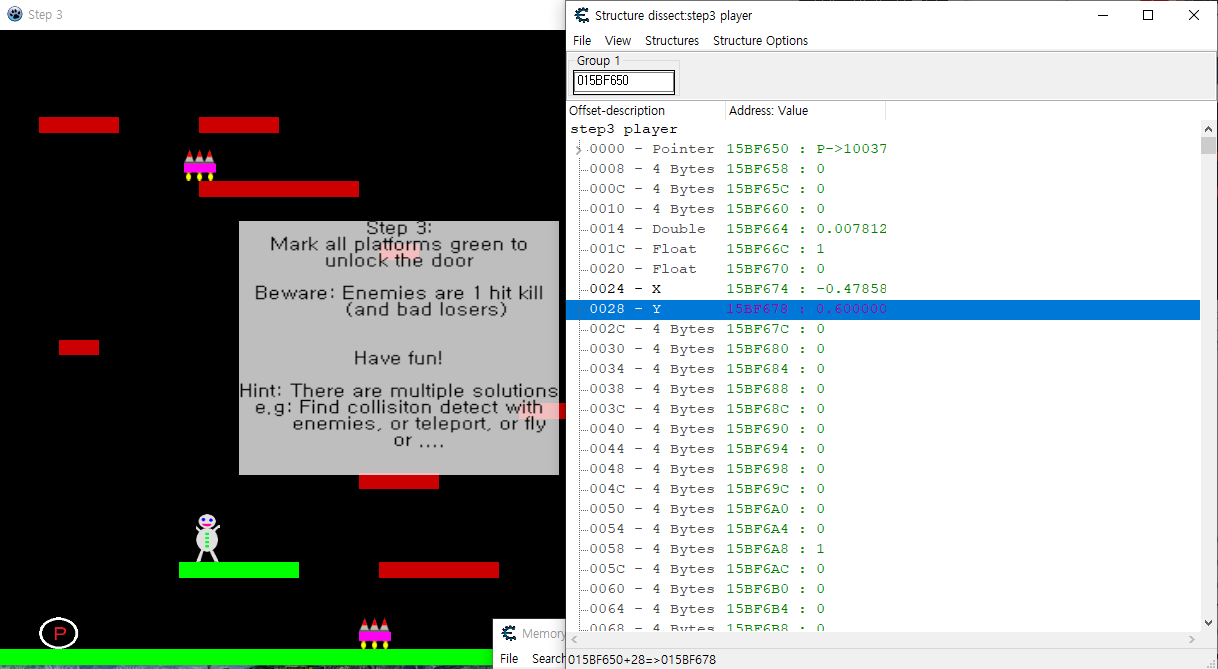 Step 3
Step 3:
Mark all platforms green to
unlock the door
Beware: Enemies are 1 hit kill
(and bad losers)
Have fun!
Hint: There are multiple solutions
e.g: Find collisiton detect with
enemies, or teleport, or fly
or ....
P
Memory
File Search
Structure dissect:step3 player
File View Structures Structure Options
Group 1
015BF650
Offset-description Address: Value
step3 player
0000 - Pointer 15BF650 : P->10037
0008 - 4 Bytes 15BF658 : 0
000C - 4 Bytes 15BF65C : 0
0010 - 4 Bytes 15BF660 : 0
0014 - Double 15BF664 : 0.007812
001C - Float 15BF66C : 1
0020 - Float 15BF670 : 0
0024 - X 15BF674 : -0.47858
0028 - Y 15BF678 : 0.600000
002C - 4 Bytes 15BF67C : 0
0030 - 4 Bytes 15BF680 : 0
0034 - 4 Bytes 15BF684 : 0
0038 - 4 Bytes 15BF688 : 0
003C - 4 Bytes 15BF68C : 0
0040 - 4 Bytes 15BF690 : 0
0044 - 4 Bytes 15BF694 : 0
0048 - 4 Bytes 15BF698 : 0
004C - 4 Bytes 15BF69C : 0
0050 - 4 Bytes 15BF6A0 : 0
0054 - 4 Bytes 15BF6A4 : 0
0058 - 4 Bytes 15BF6A8 : 1
005C - 4 Bytes 15BF6AC : 0
0060 - 4 Bytes 15BF6B0 : 0
0064 - 4 Bytes 15BF6B4 : 0
0068 - 4 Bytes 15BF6B8 : 0
015BF650+28=>015BF678